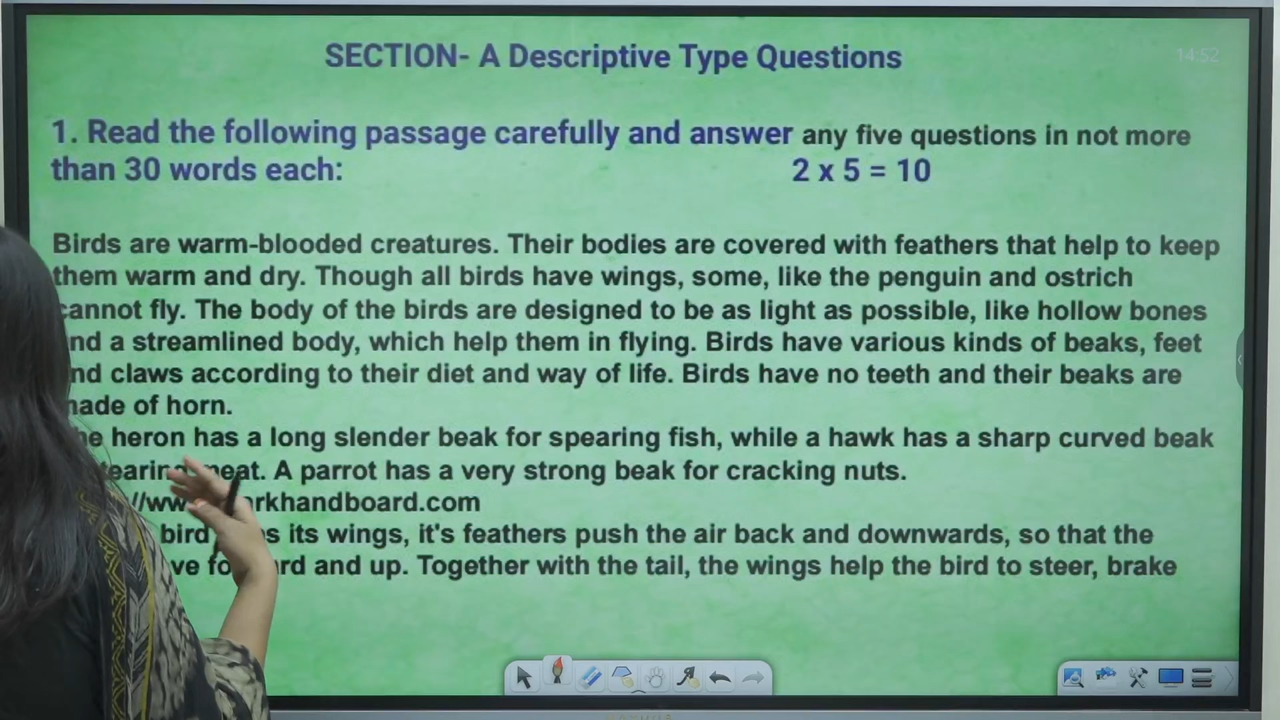 SECTION- A Descriptive Type Questions
14:52
1. Read the following passage carefully and answer any five questions in not more
than 30 words each: 2 x 5 = 10
Birds are warm-blooded creatures. Their bodies are covered with feathers that help to keep
them warm and dry. Though all birds have wings, some, like the penguin and ostrich
cannot fly. The body of the birds are designed to be as light as possible, like hollow bones
and a streamlined body, which help them in flying. Birds have various kinds of beaks, feet
and claws according to their diet and way of life. Birds have no teeth and their beaks are
made of horn.
The heron has a long slender beak for spearing fish, while a hawk has a sharp curved beak
tearing meat. A parrot has a very strong beak for cracking nuts.
arkhandboard.com
bird its wings, it's feathers push the air back and downwards, so that the
and up. Together with the tail, the wings help the bird to steer, brake